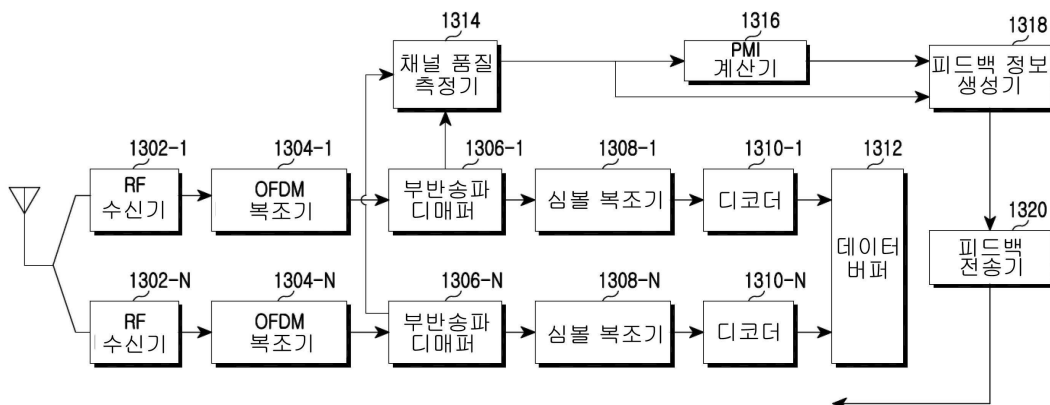 1314
채널 품질
측정기
1316
PMI
계산기
1318
피드백 정보
생성기
1302-1
RF
수신기
1304-1
OFDM
복조기
1306-1
부반송파
디매퍼
1308-1
심볼 복조기
1310-1
디코더
1312
데이터
버퍼
1320
피드백
전송기
1302-N
RF
수신기
1304-N
OFDM
복조기
1306-N
부반송파
디매퍼
1308-N
심볼 복조기
1310-N
디코더